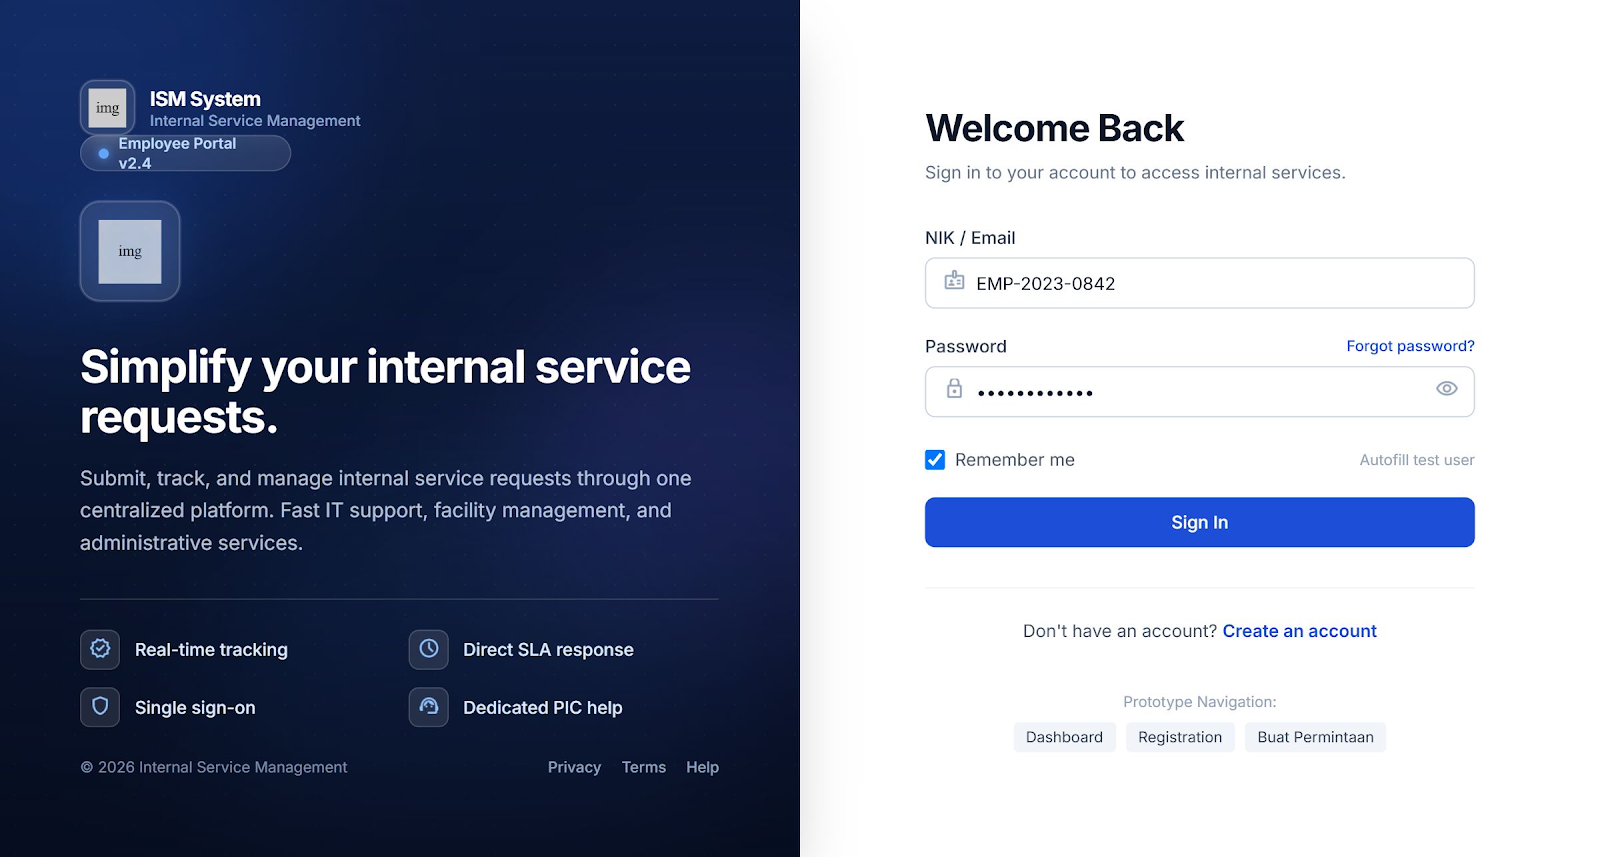 img
ISM System
Internal Service Management
Employee Portal
v2.4
img
Simplify your internal service
requests.
Submit, track, and manage internal service requests through one
centralized platform. Fast IT support, facility management, and
administrative services.
Real-time tracking
Direct SLA response
Single sign-on
Dedicated PIC help
© 2026 Internal Service Management
Privacy Terms Help
Welcome Back
Sign in to your account to access internal services.
NIK / Email
EMP-2023-0842
Password Forgot password?
••••••••••••
Remember me Autofill test user
Sign In
Don't have an account? Create an account
Prototype Navigation:
Dashboard Registration Buat Permintaan